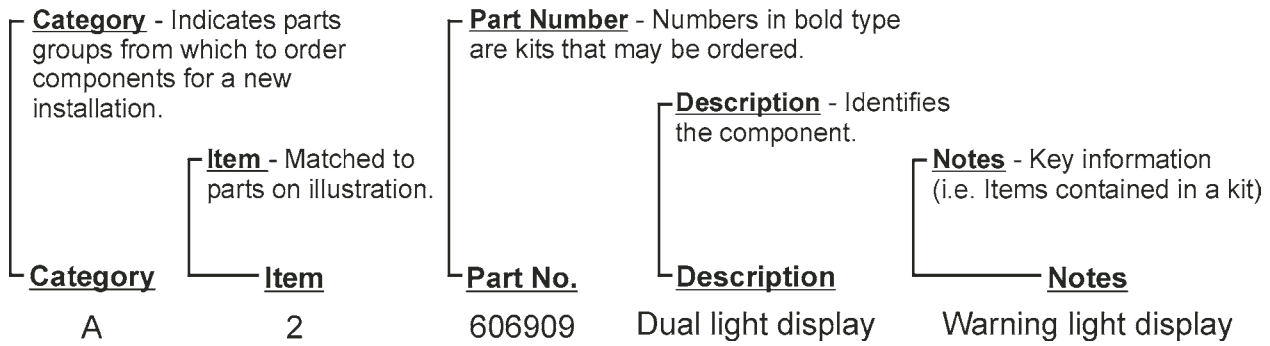 Category - Indicates parts
groups from which to order
components for a new
installation.
Part Number - Numbers in bold type
are kits that may be ordered.
Description - Identifies
the component.
Item - Matched to
parts on illustration.
Notes - Key information
(i.e. Items contained in a kit)
Category Item Part No. Description Notes
A 2 606909 Dual light display Warning light display